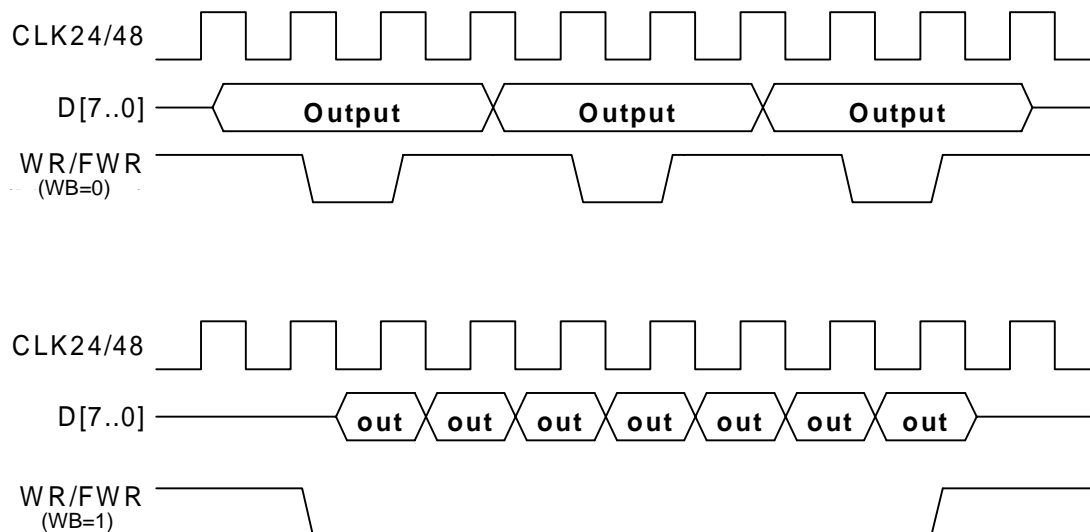 CLK24/48
D[7..0] Output Output Output
WR/FWR
(WB=0)
CLK24/48
D[7..0] out out out out out out out
WR/FWR
(WB=1)